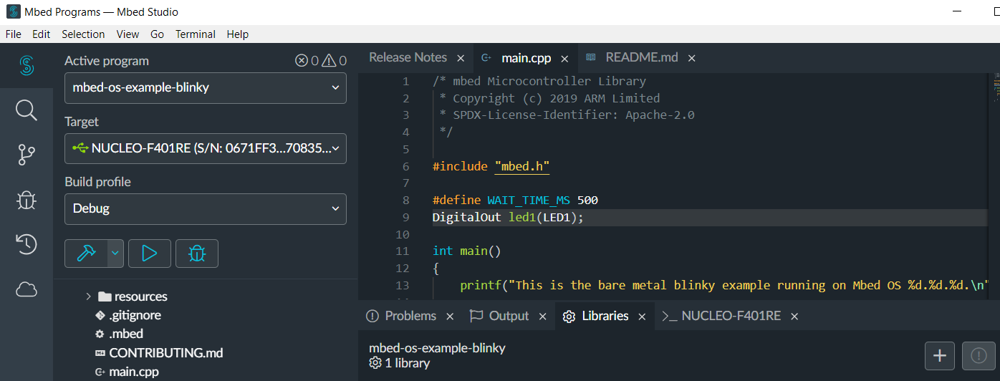 Mbed Programs — Mbed Studio
File Edit Selection View Go Terminal Help
Active program 0 0
mbed-os-example-blinky
Target
NUCLEO-F401RE (S/N: 0671FF3...70835...
Build profile
Debug
resources
.gitignore
.mbed
CONTRIBUTING.md
main.cpp
Release Notes × main.cpp × README.md ×
1 /* mbed Microcontroller Library
2  * Copyright (c) 2019 ARM Limited
3  * SPDX-License-Identifier: Apache-2.0
4  */
5
6 #include "mbed.h"
7
8 #define WAIT_TIME_MS 500
9 DigitalOut led1(LED1);
10
11 int main()
12 {
13     printf("This is the bare metal blinky example running on Mbed OS %d.%d.%d.\n"
Problems × Output × Libraries × >_ NUCLEO-F401RE ×
mbed-os-example-blinky
1 library